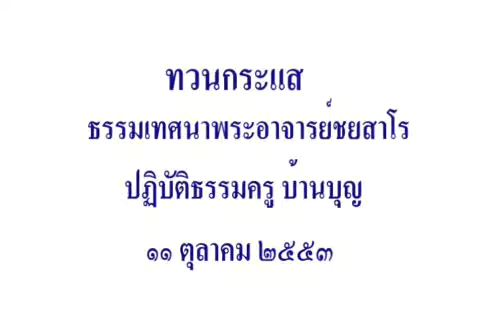 ทวนกระแส
ธรรมเทศนาพระอาจารย์ชยสาโร
ปฏิบัติธรรมครู บ้านบุญ
๑๑ ตุลาคม ๒๕๕๓